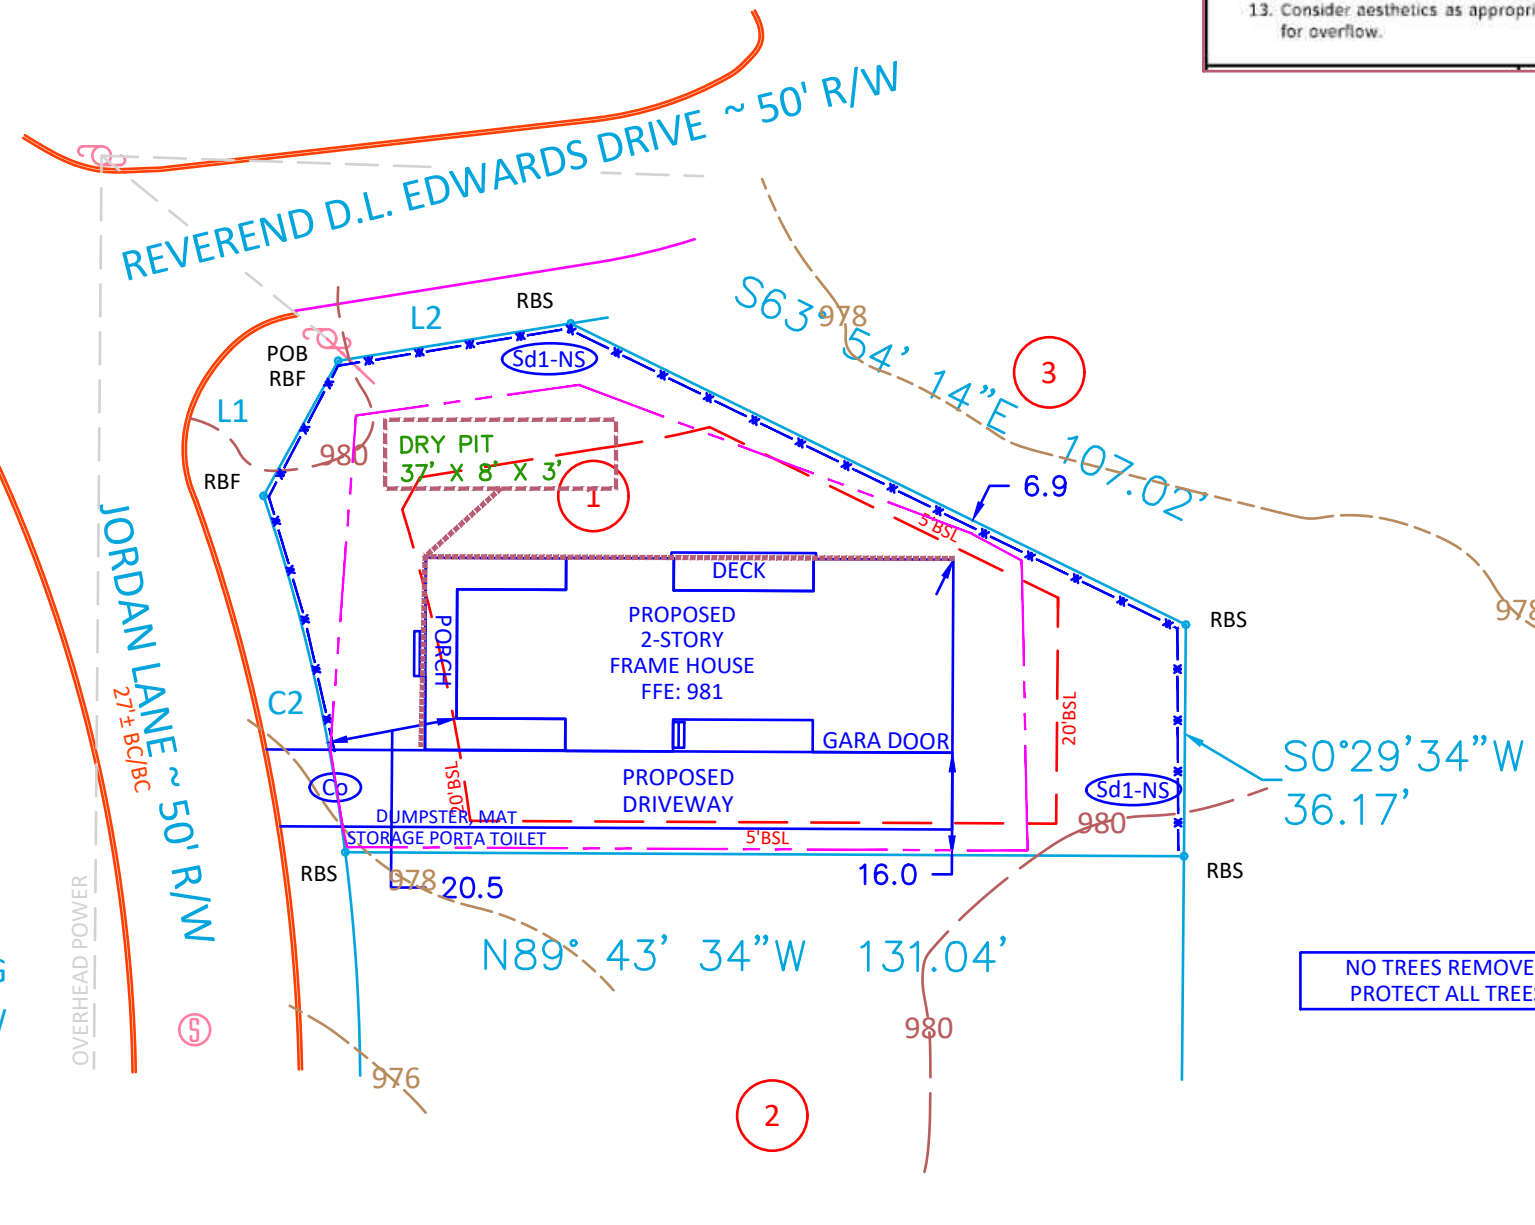 13. Consider aesthetics as appropri
for overflow.
REVEREND D.L. EDWARDS DRIVE ~ 50' R/W
L2
RBS
POB
RBF
Sd1-NS
S63° 54' 14”E 107.02'
978
3
L1
980
RBF
DRY PIT
37' X 8' X 3'
1
6.9
5'BSL
JORDAN LANE ~ 50' R/W
27'± BC/BC
DECK
PORCH
PROPOSED
2-STORY
FRAME HOUSE
FFE: 981
978
RBS
C2
20'BSL
GARA DOOR
S0°29'34”W
36.17'
Co
20'BSL
PROPOSED
DRIVEWAY
Sd1-NS
DUMPSTER, MAT
STORAGE PORTA TOILET
5'BSL
980
RBS
978
20.5
16.0
RBS
OVERHEAD POWER
N89° 43' 34”W 131.04'
G
NO TREES REMOVE
PROTECT ALL TREES
S
980
976
2